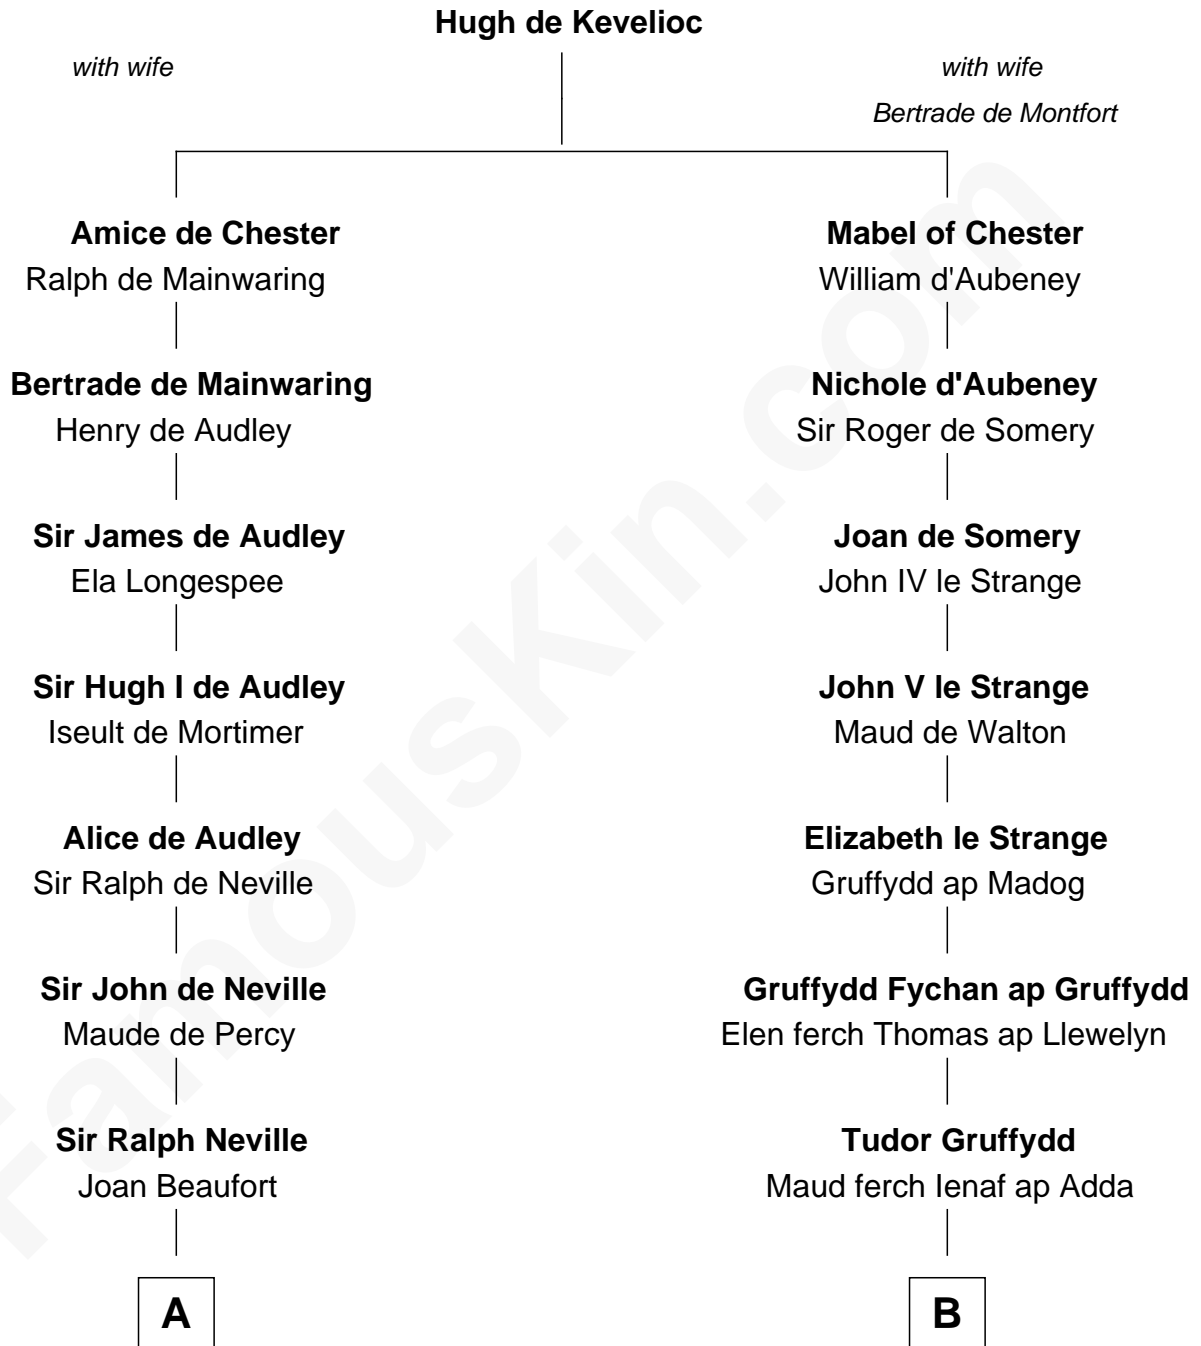 Hugh de Kevelioc
with wife
with wife
Bertrade de Montfort
Amice de Chester
Ralph de Mainwaring
Mabel of Chester
William d'Aubeney
Bertrade de Mainwaring
Henry de Audley
Nichole d'Aubeney
Sir Roger de Somery
Sir James de Audley
Ela Longespee
Joan de Somery
John IV le Strange
Sir Hugh I de Audley
Iseult de Mortimer
John V le Strange
Maud de Walton
Alice de Audley
Sir Ralph de Neville
Elizabeth le Strange
Gruffydd ap Madog
Sir John de Neville
Maude de Percy
Gruffydd Fychan ap Gruffydd
Elen ferch Thomas ap Llewelyn
Sir Ralph Neville
Joan Beaufort
Tudor Gruffydd
Maud ferch Ienaf ap Adda
A
B
FamousKin.com